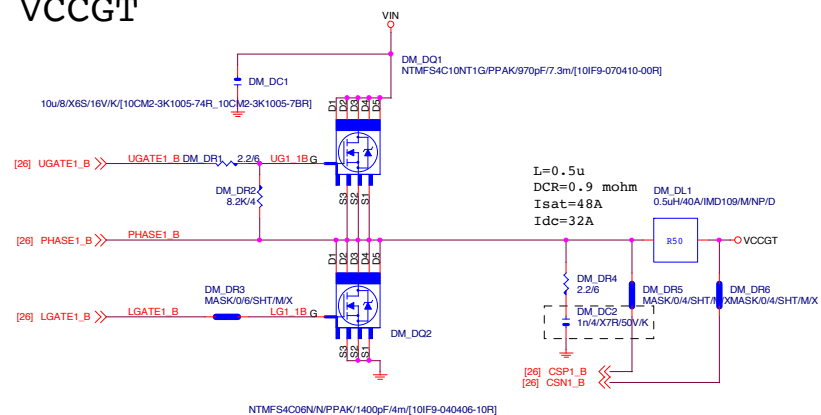 VCCGT
VIN
DM_DQ1
NTMFS4C10NT1G/PPAK/970pF/7.3m/[10IF9-070410-00R]
DM_DC1
10u/8/X6S/16V/K/[10CM2-3K1005-74R_10CM2-3K1005-7BR]
D1 D2 D3 D4 D5
[26] UGATE1_B UGATE1_B DM_DR1 2.2/6 UG1_1B G
DM_DR2
8.2K/4
S3 S2 S1
L=0.5u
DCR=0.9 mohm
Isat=48A
Idc=32A
DM_DL1
0.5uH/40A/IMD109/M/NP/D
[26] PHASE1_B PHASE1_B
R50
VCCGT
D1 D2 D3 D4 D5
DM_DR3
MASK/0/6/SHT/M/X
[26] LGATE1_B LGATE1_B LG1_1B G
DM_DQ2
S3 S2 S1
DM_DR4
2.2/6
DM_DC2
1n/4/X7R/50V/K
DM_DR5
MASK/0/4/SHT/M/X
DM_DR6
MASK/0/4/SHT/M/X
[26] CSP1_B
[26] CSN1_B
NTMFS4C06N/N/PPAK/1400pF/4m/[10IF9-040406-10R]